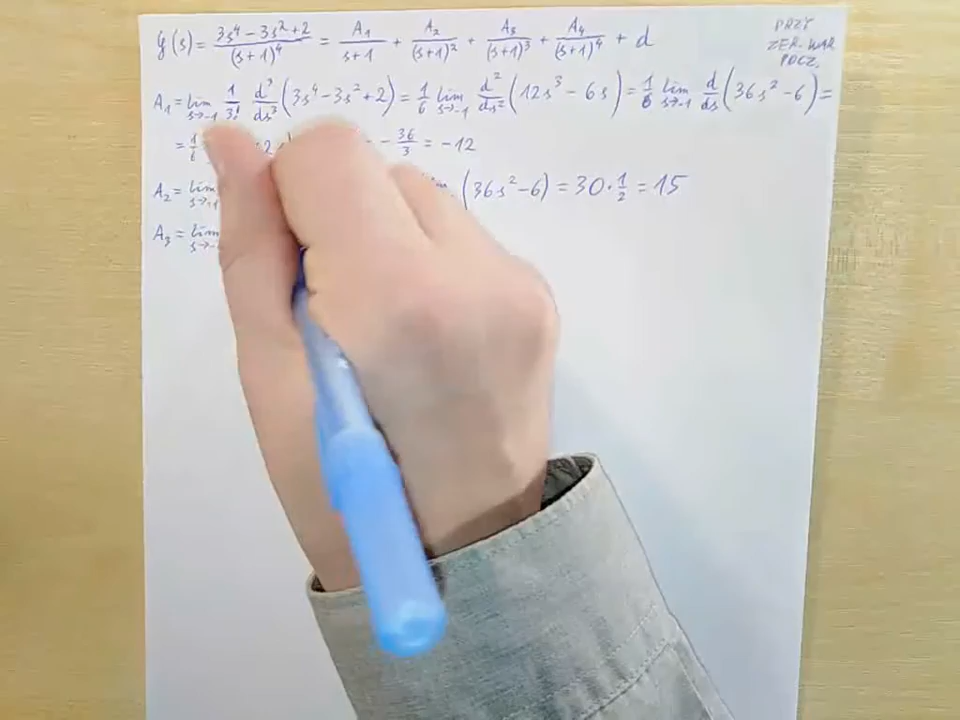 G(s) = (3s⁴ - 3s² + 2)/(s+1)⁴ = A₁/(s+1) + A₂/(s+1)² + A₃/(s+1)³ + A₄/(s+1)⁴ + d
PRZY
ZER. WAR
POCZ.
A₁ = lim s→-1 1/3! d³/ds³ (3s⁴ - 3s² + 2) = 1/6 lim s→-1 d²/ds² (12s³ - 6s) = 1/6 lim s→-1 d/ds (36s² - 6) =
= 1/6 - 36/3 = -12
A₂ = lim s→-1 (36s² - 6) = 30 · 1/2 = 15
A₃ = lim